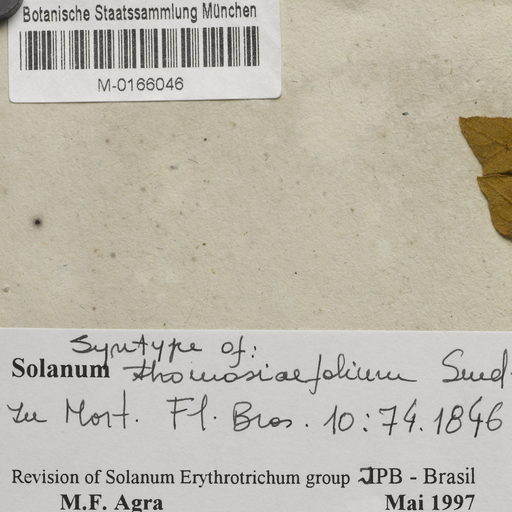 Botanische Staatssammlung München
M-0166046
Syntype of:
Solanum thomasiaefolium Send.
In Mart. Fl. Bras. 10:74.1846
Revision of Solanum Erythrotrichum group JPB - Brasil
M.F. Agra Mai 1997